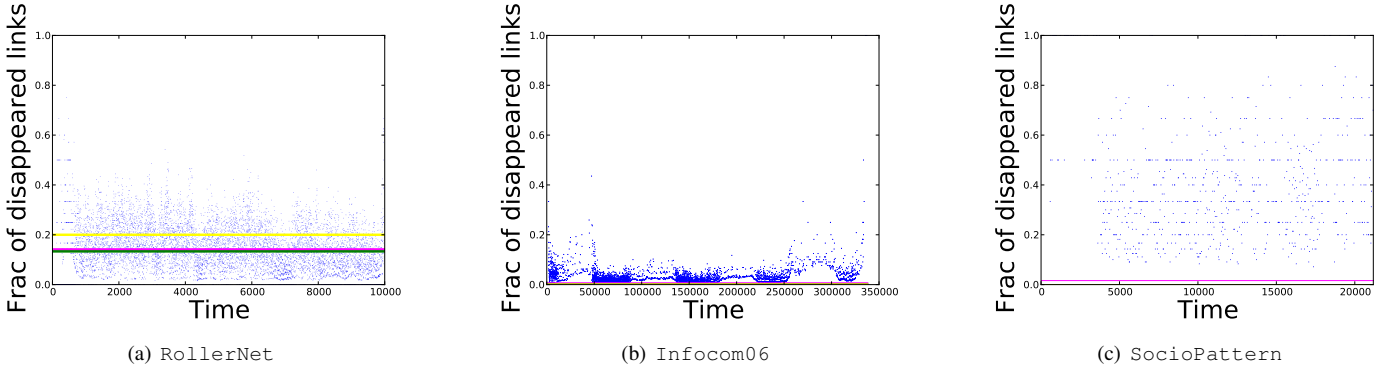 Frac of disappeared links
1.0
0.8
0.6
0.4
0.2
0.0
0 2000 4000 6000 8000 10000
Time
(a) RollerNet
Frac of disappeared links
1.0
0.8
0.6
0.4
0.2
0.0
0 50000 100000 150000 200000 250000 300000 350000
Time
(b) Infocom06
Frac of disappeared links
1.0
0.8
0.6
0.4
0.2
0.0
0 5000 10000 15000 20000
Time
(c) SocioPattern